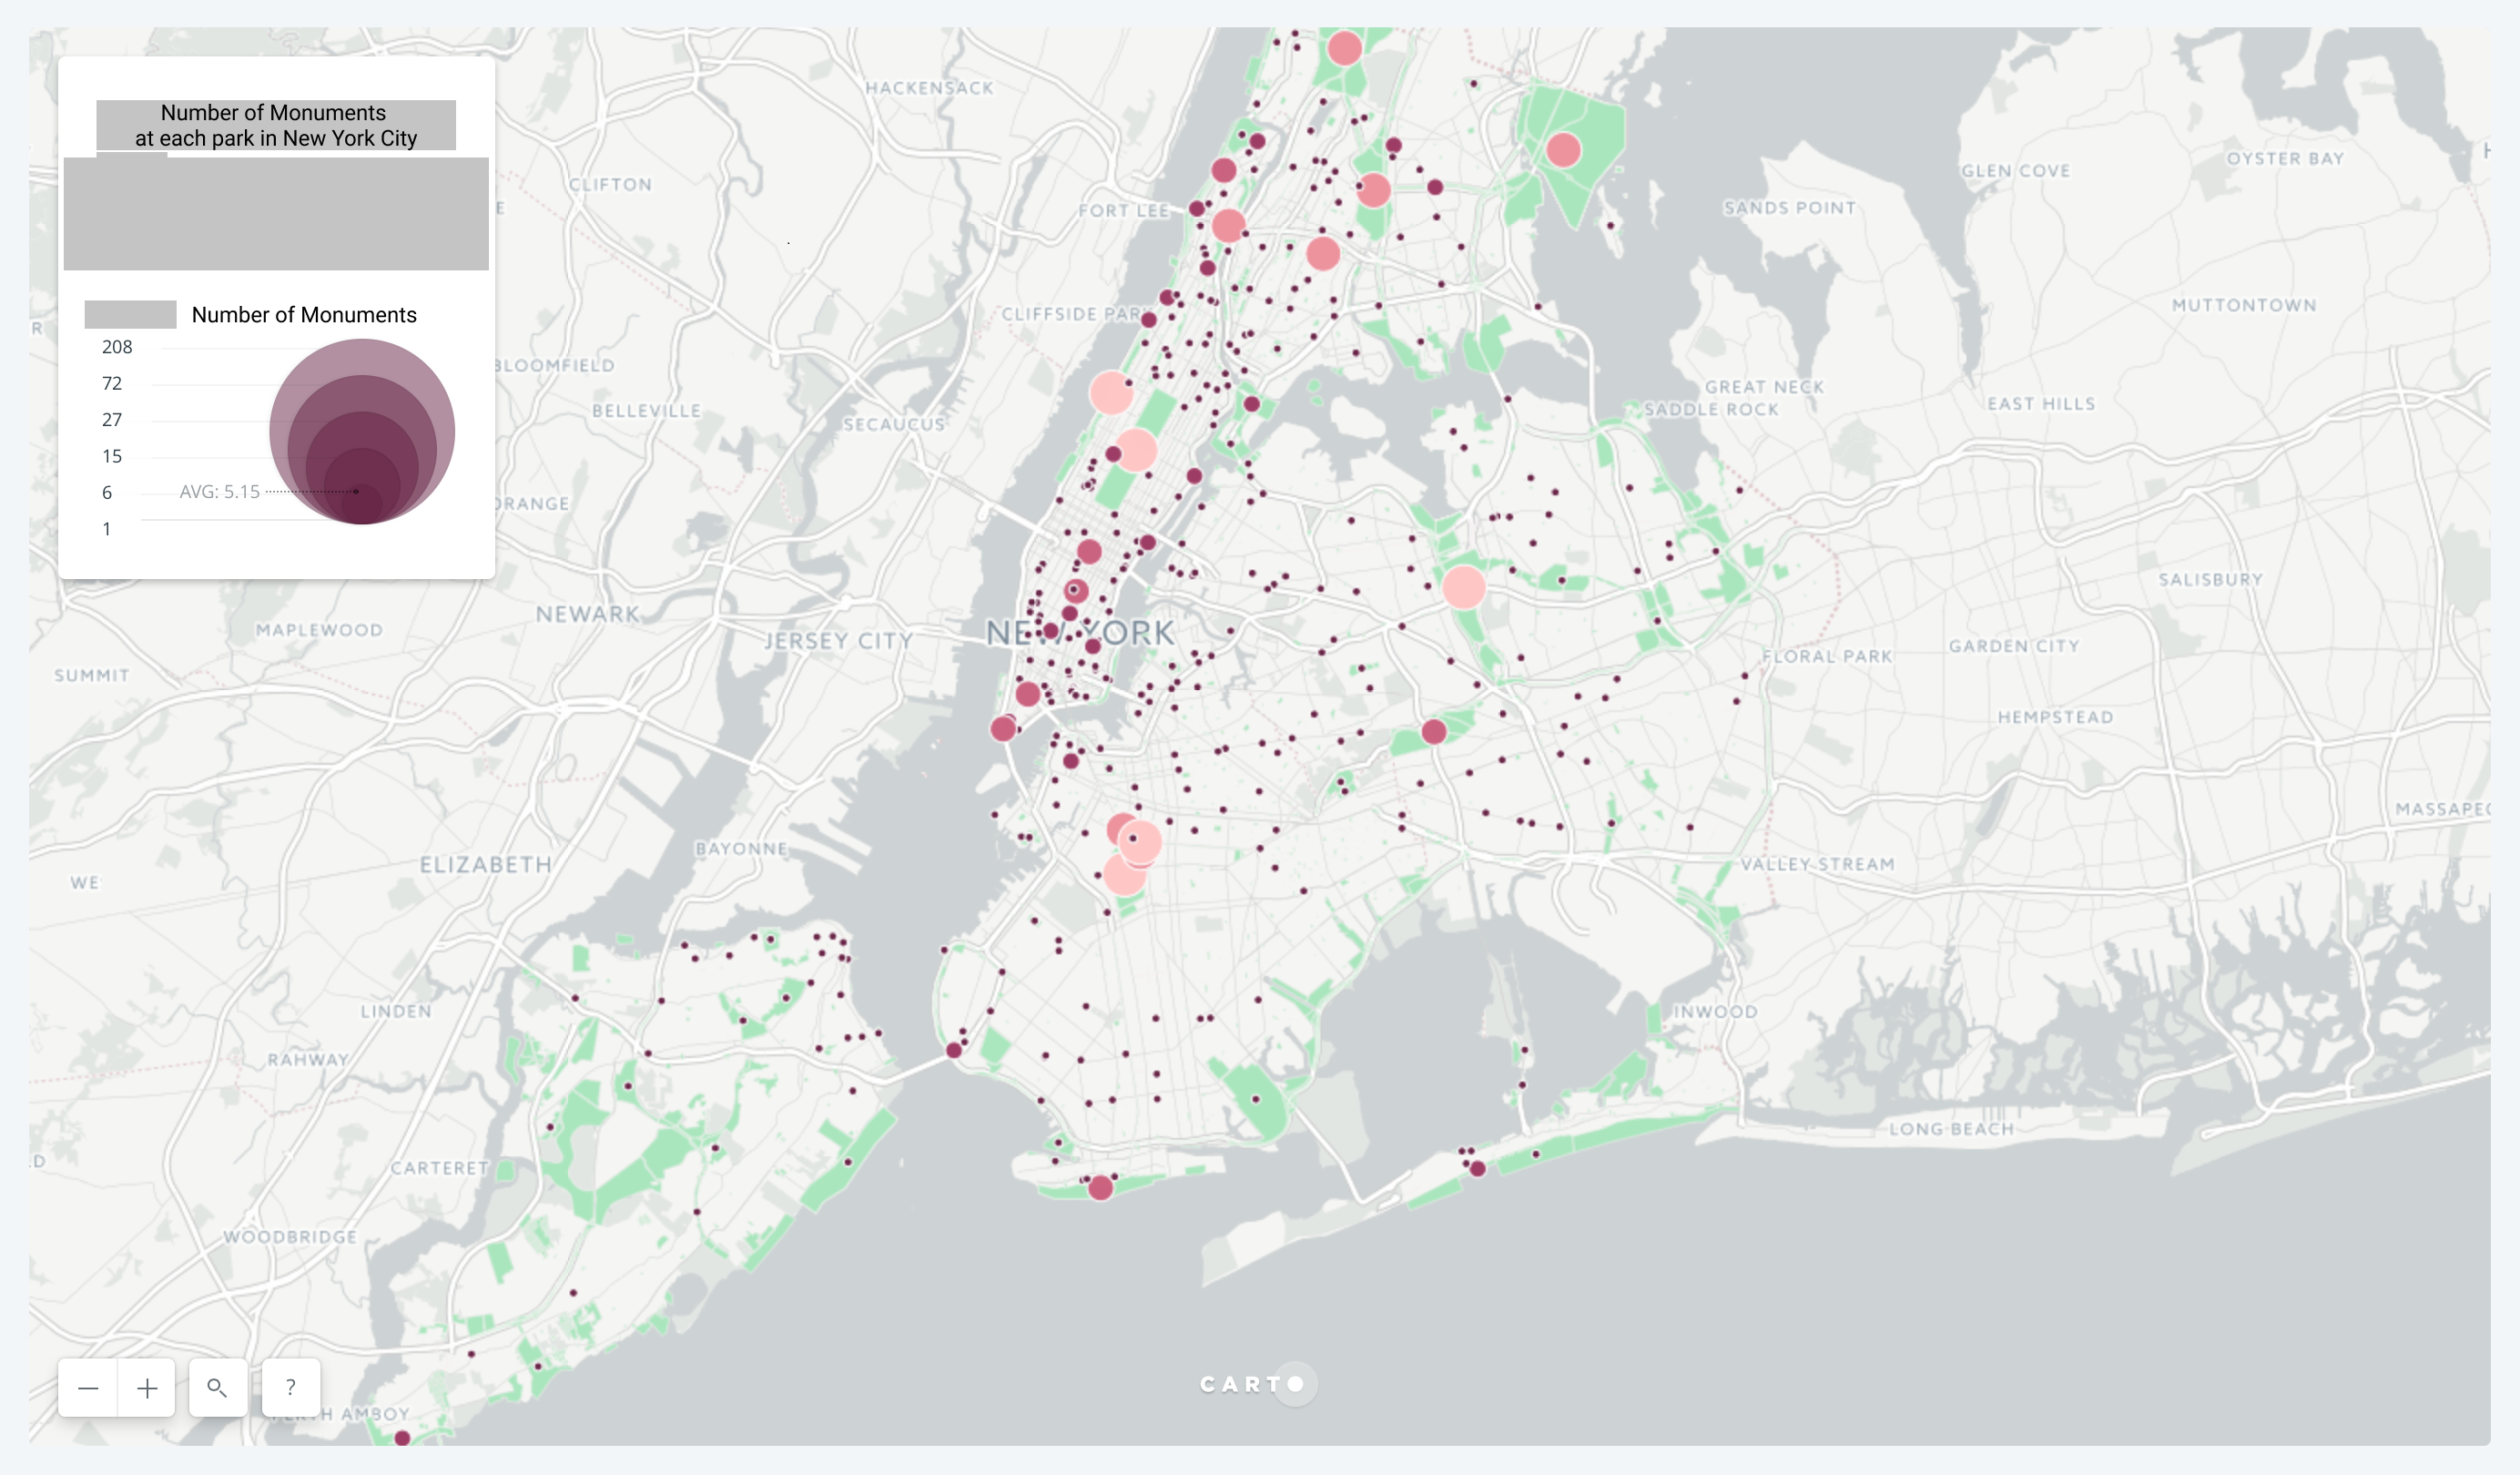 Number of Monuments
at each park in New York City
Number of Monuments
208
72
27
15
AVG: 5.15
6
1
HACKENSACK
OYSTER BAY
GLEN COVE
CLIFTON
FORT LEE
SANDS POINT
MUTTONTOWN
CLIFFSIDE PARK
BLOOMFIELD
GREAT NECK
BELLEVILLE
SADDLE ROCK
EAST HILLS
SECAUCUS
ORANGE
SALISBURY
NEWARK
MAPLEWOOD
JERSEY CITY
NEW YORK
GARDEN CITY
FLORAL PARK
SUMMIT
HEMPSTEAD
MASSAPEQ
BAYONNE
ELIZABETH
VALLEY STREAM
WE
LINDEN
INWOOD
RAHWAY
LONG BEACH
CARTERET
WOODBRIDGE
?
CARTO
PERTH AMBOY